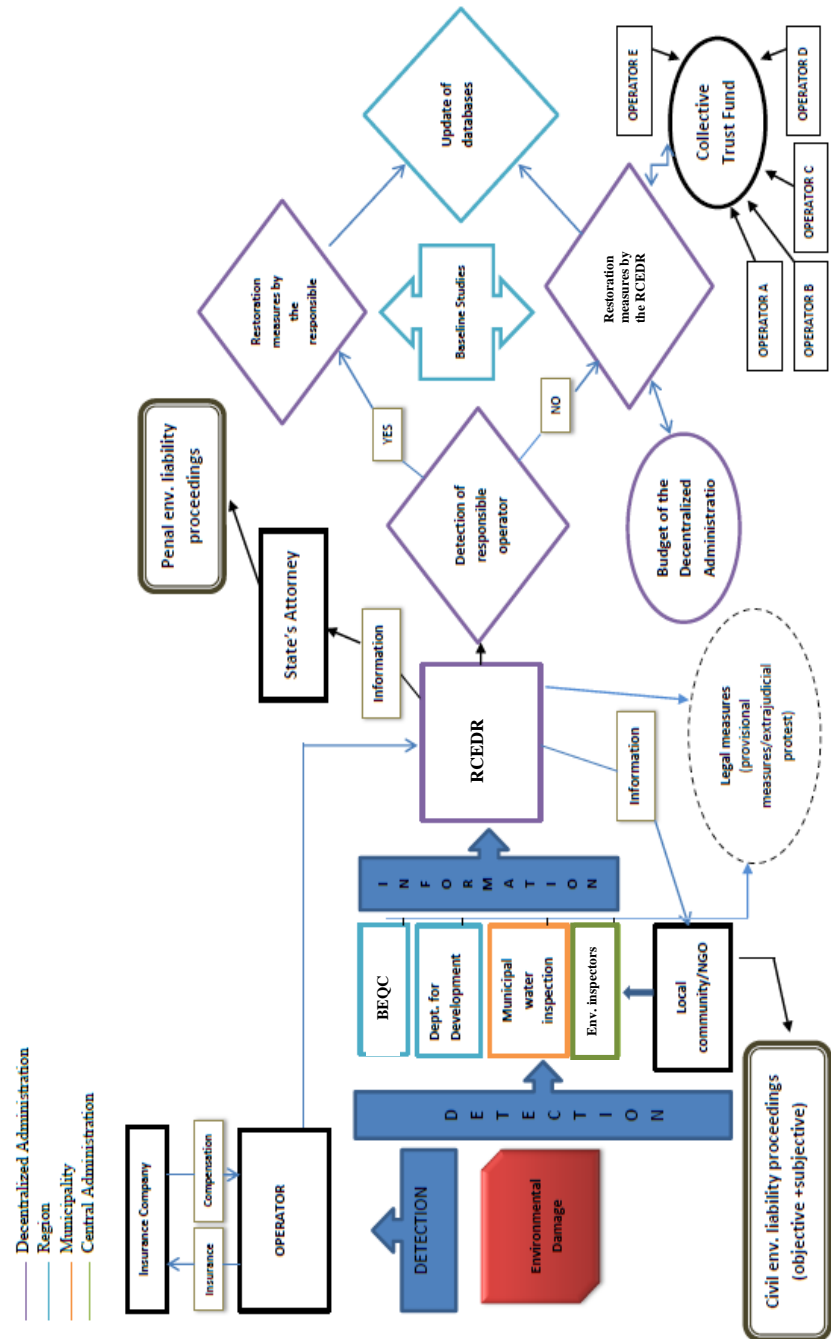 Decentralized Administration
Region
Municipality
Central Administration
Insurance Company
Insurance
Compensation
OPERATOR
DETECTION
Environmental
Damage
DETECTION
BEQC
Dept. for
Development
Municipal
water
inspection
Env. inspectors
Local
community/NGO
Civil env. liability proceedings
(objective +subjective)
INFORMATION
RCEDR
Information
State's Attorney
Penal env. liability
proceedings
Information
Legal measures
(provisional
measures/extrajudicial
protest)
Detection of
responsible
operator
YES
NO
Restoration
measures by
the
responsible
Baseline Studies
Restoration
measures by
the RCEDR
Budget of the
Decentralized
Administratio
Update of
databases
Collective
Trust Fund
OPERATOR A
OPERATOR B
OPERATOR C
OPERATOR D
OPERATOR E